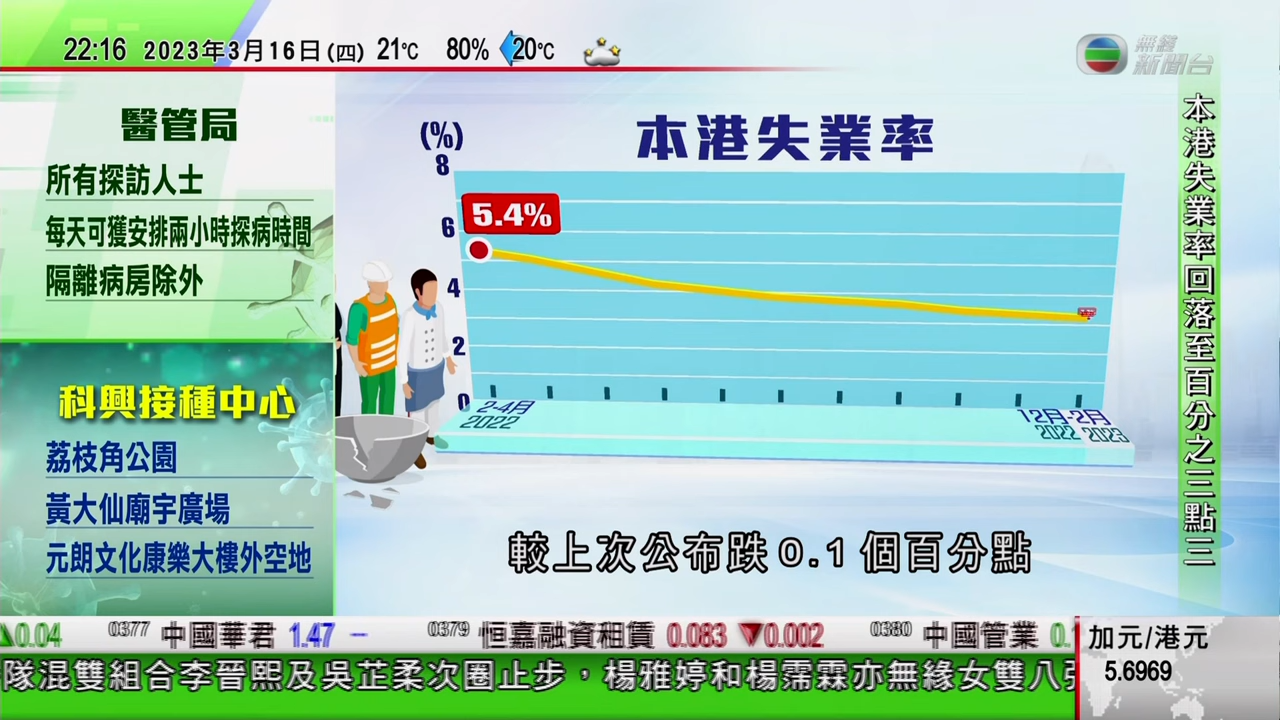 22:16 2023年3月16日(四) 21℃ 80% 20℃
無綫
新聞台
醫管局
所有探訪人士
每天可獲安排兩小時探病時間
隔離病房除外
科興接種中心
荔枝角公園
黃大仙廟宇廣場
元朗文化康樂大樓外空地
本港失業率
(%)
8
6
4
2
0
5.4%
2-4月
2022
12月-2月
2022 2023
較上次公布跌0.1個百分點
本港失業率回落至百分之三點三
▲0.04 0377 中國華君 1.47 － 0379 恒嘉融資租賃 0.083 ▼0.002 0380 中國管業 0.
加元/港元
5.6969
隊混雙組合李晉熙及吳芷柔次圈止步，楊雅婷和楊霈霖亦無緣女雙八強